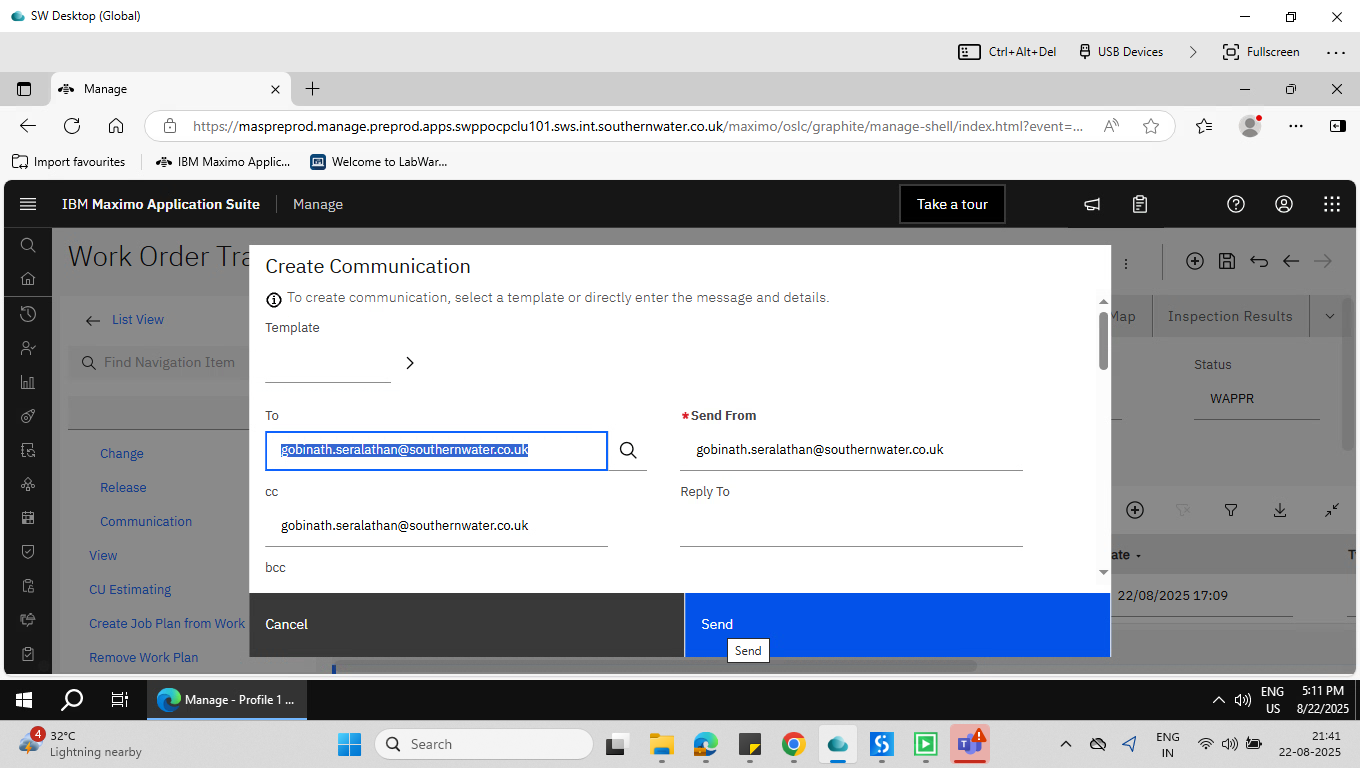 SW Desktop (Global)
Ctrl+Alt+Del
USB Devices
Fullscreen
Manage
https://maspreprod.manage.preprod.apps.swppocpclu101.sws.int.southernwater.co.uk/maximo/oslc/graphite/manage-shell/index.html?event=...
Import favourites
IBM Maximo Applic...
Welcome to LabWar...
IBM Maximo Application Suite
Manage
Take a tour
Work Order Tra
Create Communication
To create communication, select a template or directly enter the message and details.
List View
Template
Map
Inspection Results
Find Navigation Item
Status
WAPPR
To
*Send From
gobinath.seralathan@southernwater.co.uk
gobinath.seralathan@southernwater.co.uk
Change
Release
cc
Reply To
Communication
gobinath.seralathan@southernwater.co.uk
View
bcc
ate
CU Estimating
22/08/2025 17:09
Create Job Plan from Work
Cancel
Send
Send
Remove Work Plan
Manage - Profile 1 ...
ENG
US
5:11 PM
8/22/2025
4
32°C
Lightning nearby
Search
ENG
IN
21:41
22-08-2025